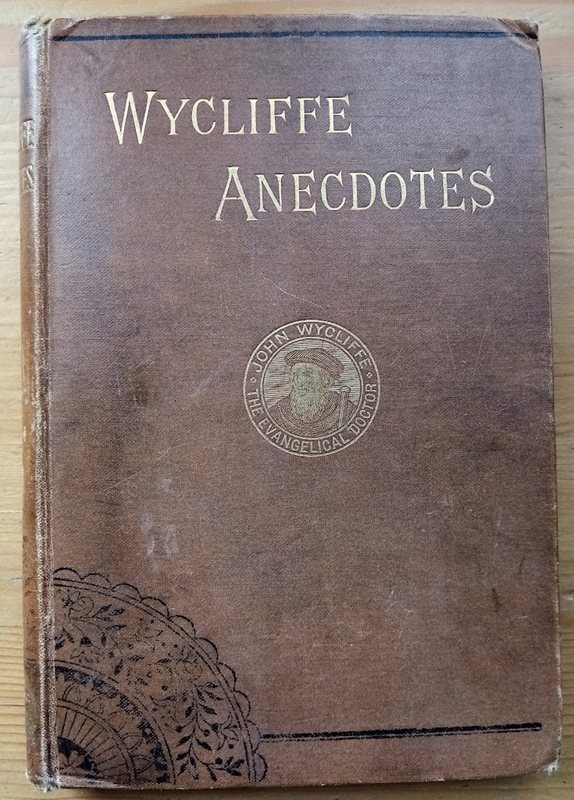 WYCLIFFE
ANECDOTES
JOHN WYCLIFFE
THE EVANGELICAL DOCTOR